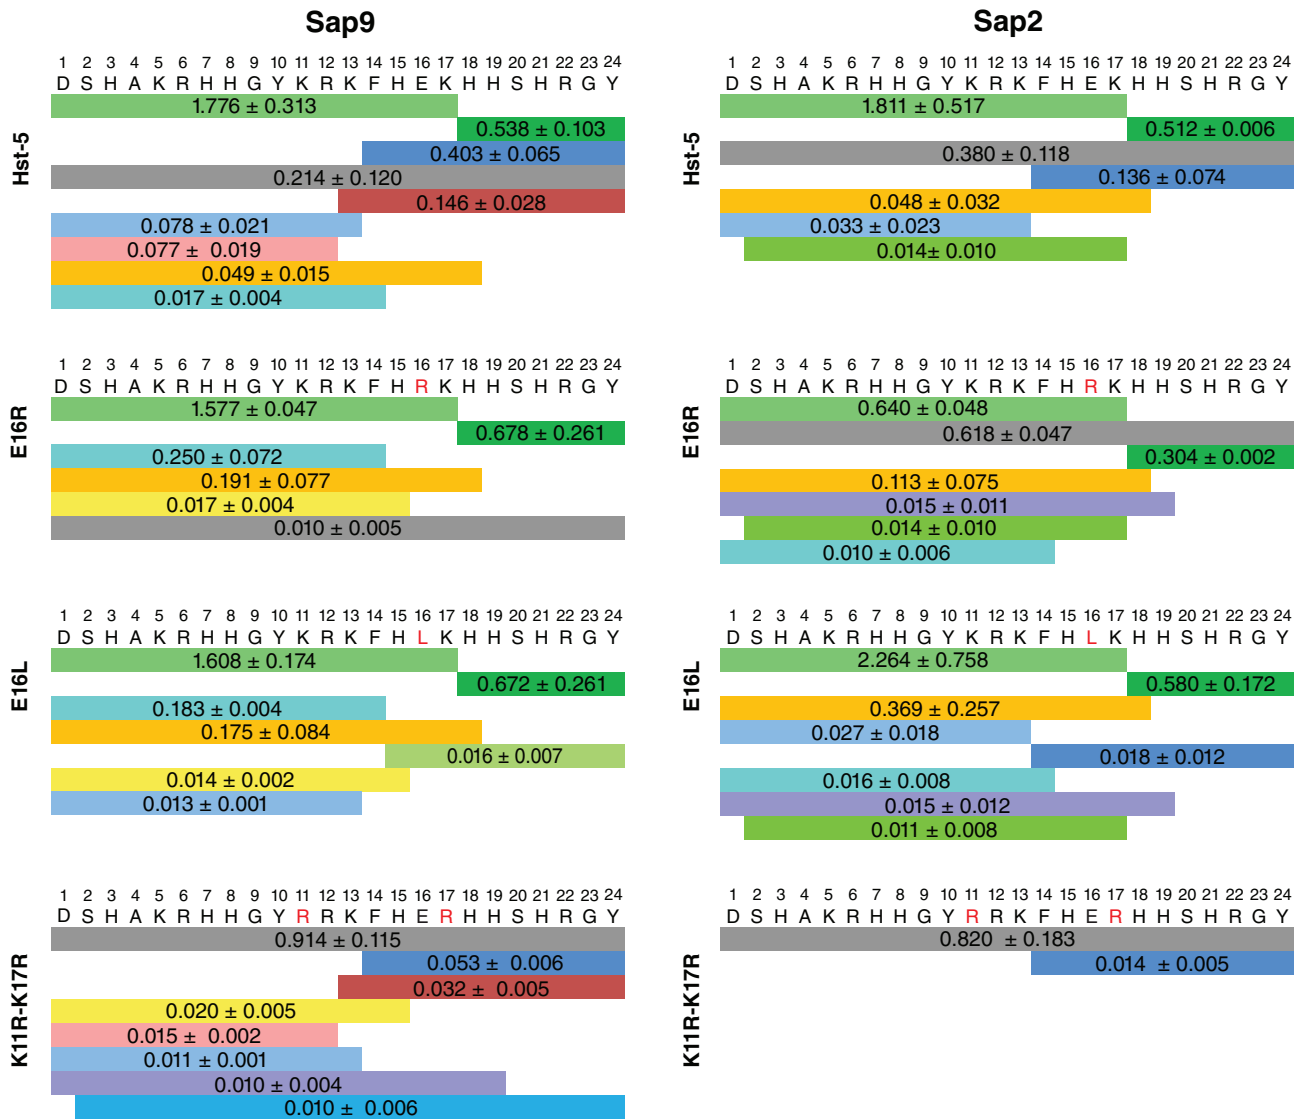 Sap9
Sap2
Hst-5
1 2 3 4 5 6 7 8 9 10 11 12 13 14 15 16 17 18 19 20 21 22 23 24
D S H A K R H H G Y K R K F H E K H H S H R G Y
1.776 ± 0.313
0.538 ± 0.103
0.403 ± 0.065
0.214 ± 0.120
0.146 ± 0.028
0.078 ± 0.021
0.077 ± 0.019
0.049 ± 0.015
0.017 ± 0.004
Hst-5
1 2 3 4 5 6 7 8 9 10 11 12 13 14 15 16 17 18 19 20 21 22 23 24
D S H A K R H H G Y K R K F H E K H H S H R G Y
1.811 ± 0.517
0.512 ± 0.006
0.380 ± 0.118
0.136 ± 0.074
0.048 ± 0.032
0.033 ± 0.023
0.014± 0.010
E16R
1 2 3 4 5 6 7 8 9 10 11 12 13 14 15 16 17 18 19 20 21 22 23 24
D S H A K R H H G Y K R K F H R K H H S H R G Y
1.577 ± 0.047
0.678 ± 0.261
0.250 ± 0.072
0.191 ± 0.077
0.017 ± 0.004
0.010 ± 0.005
E16R
1 2 3 4 5 6 7 8 9 10 11 12 13 14 15 16 17 18 19 20 21 22 23 24
D S H A K R H H G Y K R K F H R K H H S H R G Y
0.640 ± 0.048
0.618 ± 0.047
0.304 ± 0.002
0.113 ± 0.075
0.015 ± 0.011
0.014 ± 0.010
0.010 ± 0.006
E16L
1 2 3 4 5 6 7 8 9 10 11 12 13 14 15 16 17 18 19 20 21 22 23 24
D S H A K R H H G Y K R K F H L K H H S H R G Y
1.608 ± 0.174
0.672 ± 0.261
0.183 ± 0.004
0.175 ± 0.084
0.016 ± 0.007
0.014 ± 0.002
0.013 ± 0.001
E16L
1 2 3 4 5 6 7 8 9 10 11 12 13 14 15 16 17 18 19 20 21 22 23 24
D S H A K R H H G Y K R K F H L K H H S H R G Y
2.264 ± 0.758
0.580 ± 0.172
0.369 ± 0.257
0.027 ± 0.018
0.018 ± 0.012
0.016 ± 0.008
0.015 ± 0.012
0.011 ± 0.008
K11R-K17R
1 2 3 4 5 6 7 8 9 10 11 12 13 14 15 16 17 18 19 20 21 22 23 24
D S H A K R H H G Y R R K F H E R H H S H R G Y
0.914 ± 0.115
0.053 ± 0.006
0.032 ± 0.005
0.020 ± 0.005
0.015 ± 0.002
0.011 ± 0.001
0.010 ± 0.004
0.010 ± 0.006
K11R-K17R
1 2 3 4 5 6 7 8 9 10 11 12 13 14 15 16 17 18 19 20 21 22 23 24
D S H A K R H H G Y R R K F H E R H H S H R G Y
0.820 ± 0.183
0.014 ± 0.005